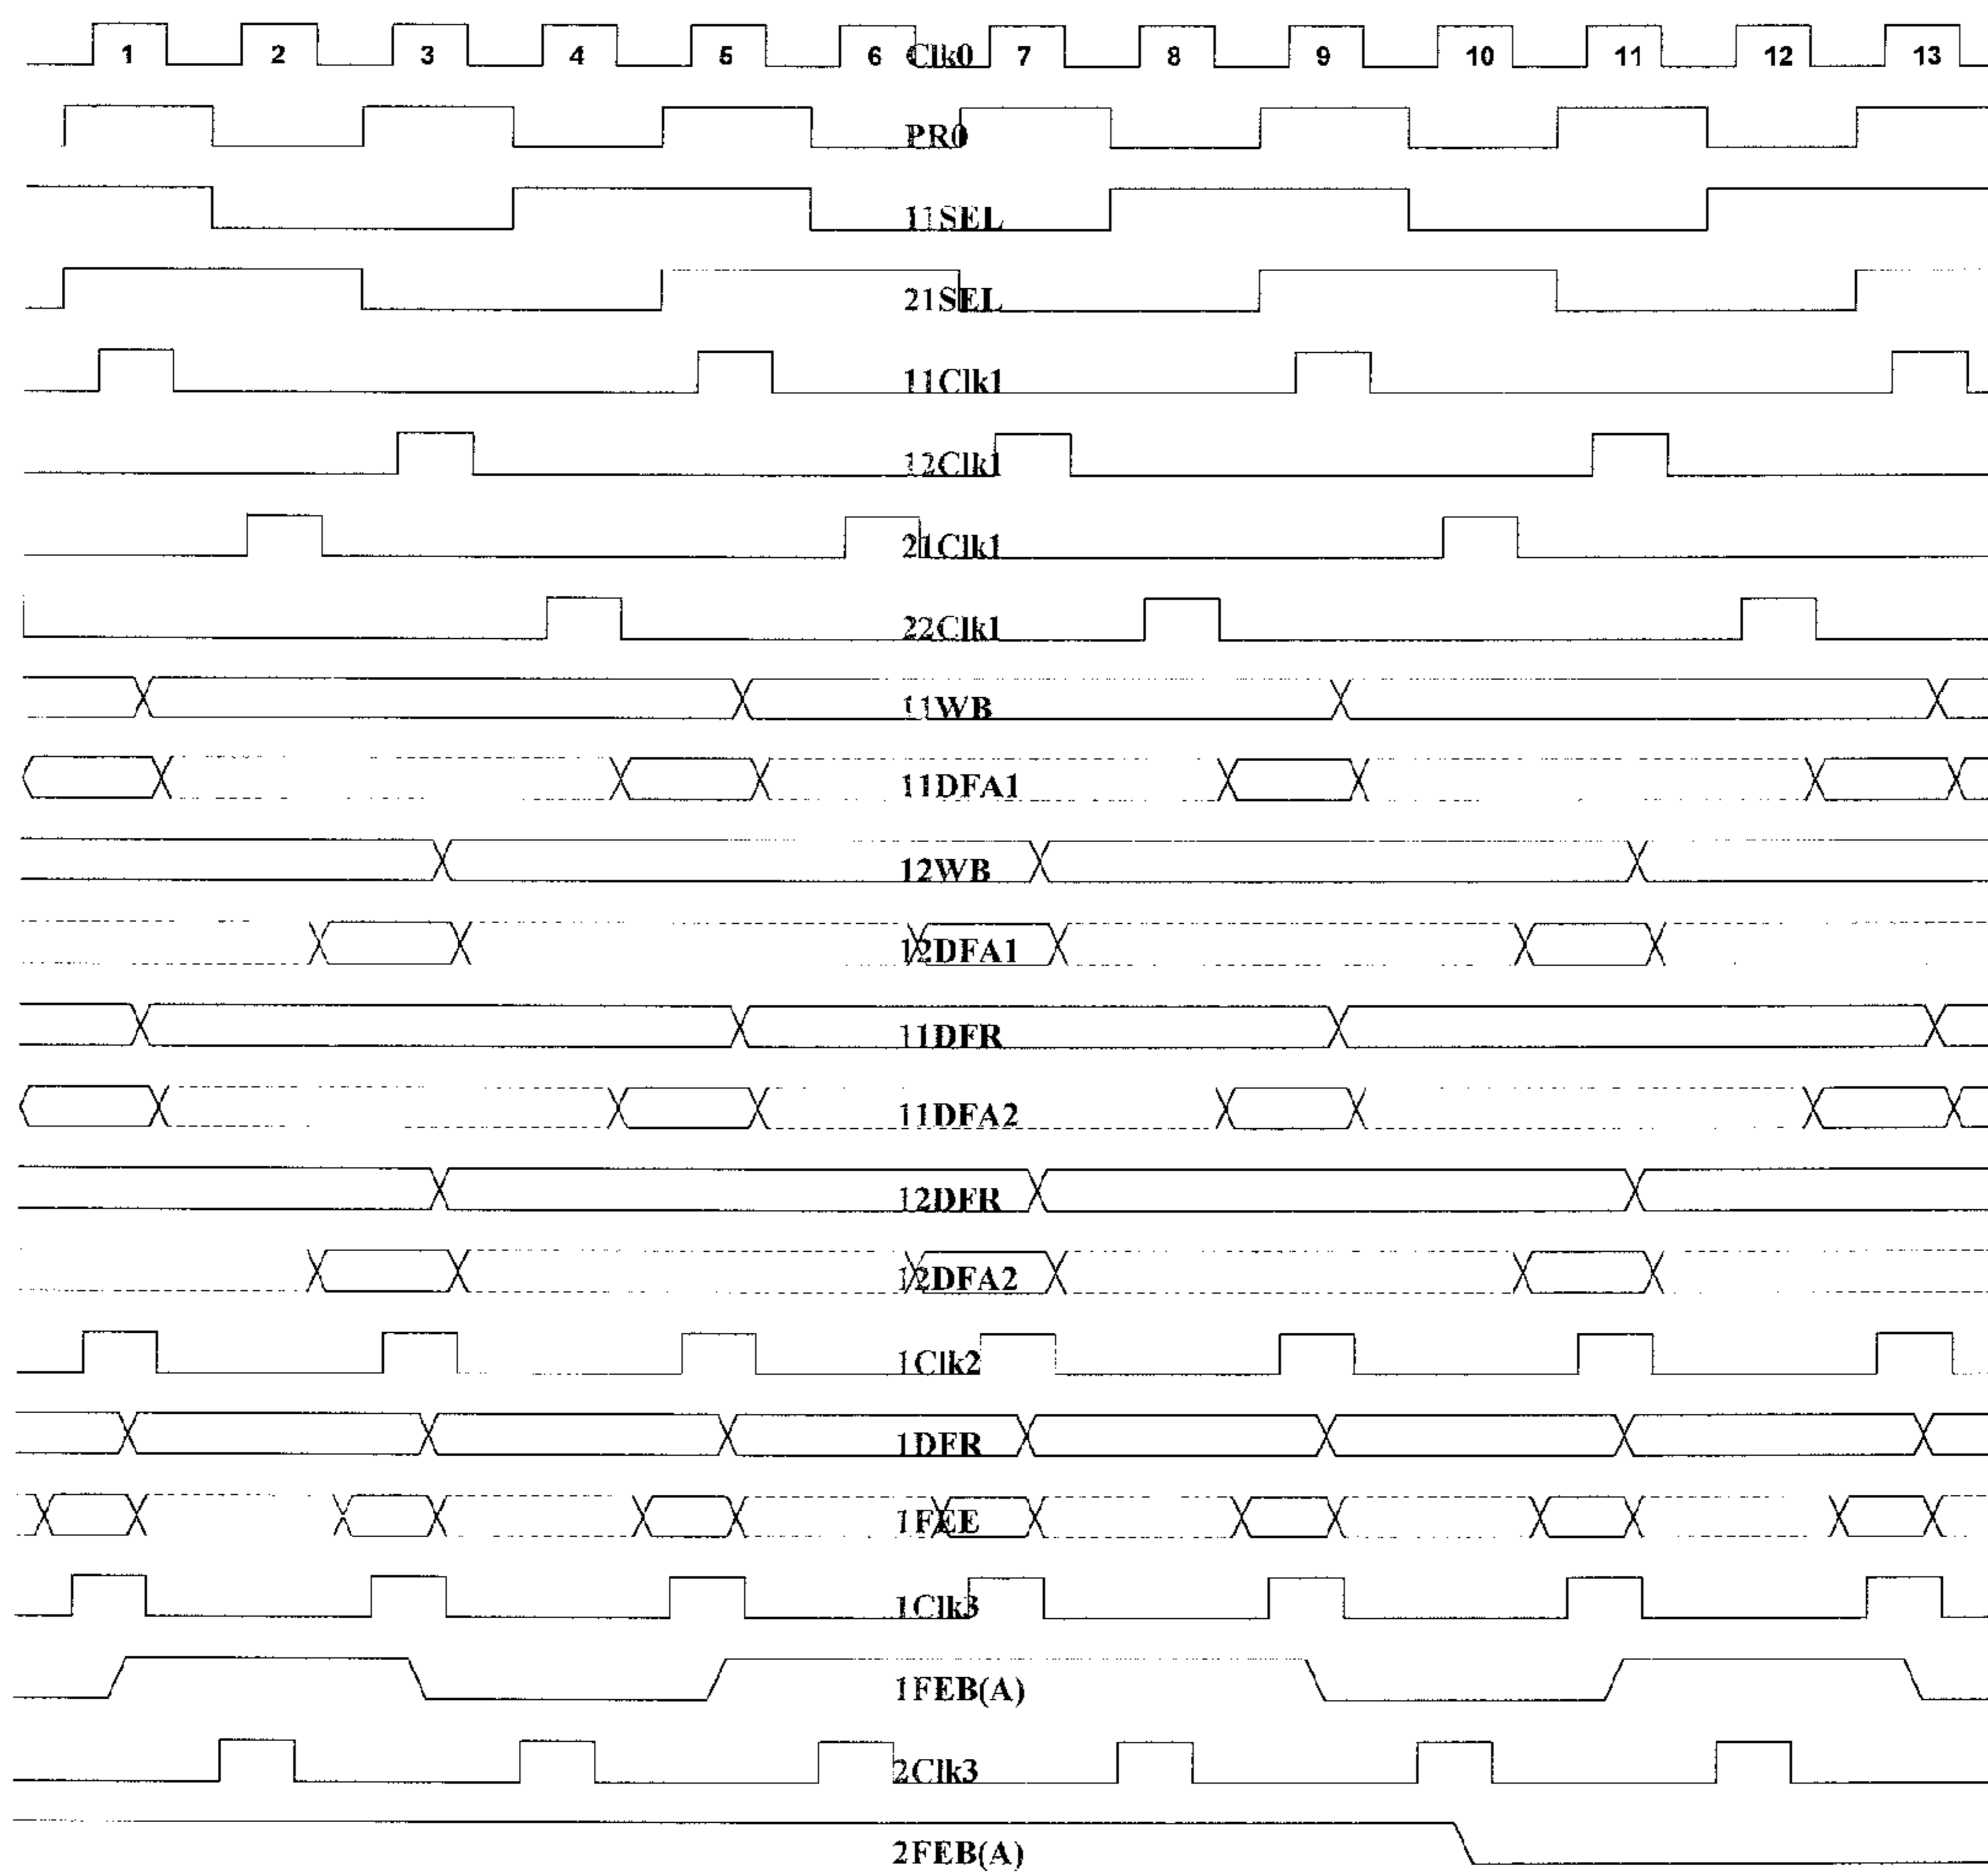 1 2 3 4 5 6 Clk0 7 8 9 10 11 12 13
PR0
11SEL
21SEL
11Clk1
12Clk1
21Clk1
22Clk1
11WB
11DFA1
12WB
12DFA1
11DFR
11DFA2
12DFR
12DFA2
1Clk2
1DFR
1FEE
1Clk3
1FEB(A)
2Clk3
2FEB(A)